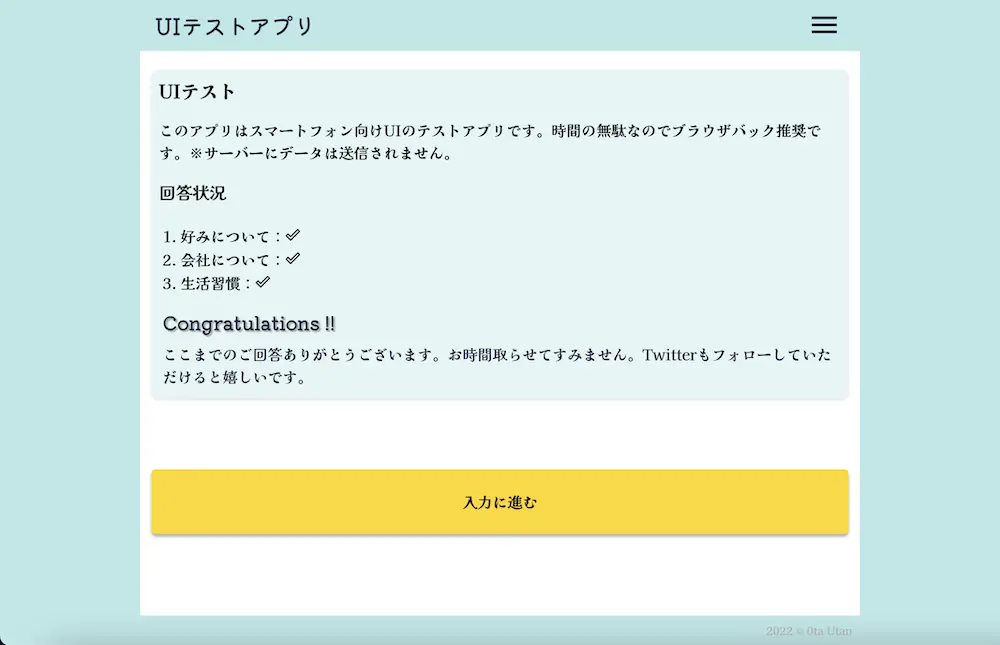 UIテストアプリ
UIテスト
このアプリはスマートフォン向けUIのテストアプリです。時間の無駄なのでブラウザバック推奨で
す。※サーバーにデータは送信されません。
回答状況
1. 好みについて：✓
2. 会社について：✓
3. 生活習慣：✓
Congratulations !!
ここまでのご回答ありがとうございます。お時間取らせてすみません。Twitterもフォローしていた
だけると嬉しいです。
入力に進む
2022 © 0ta Utan